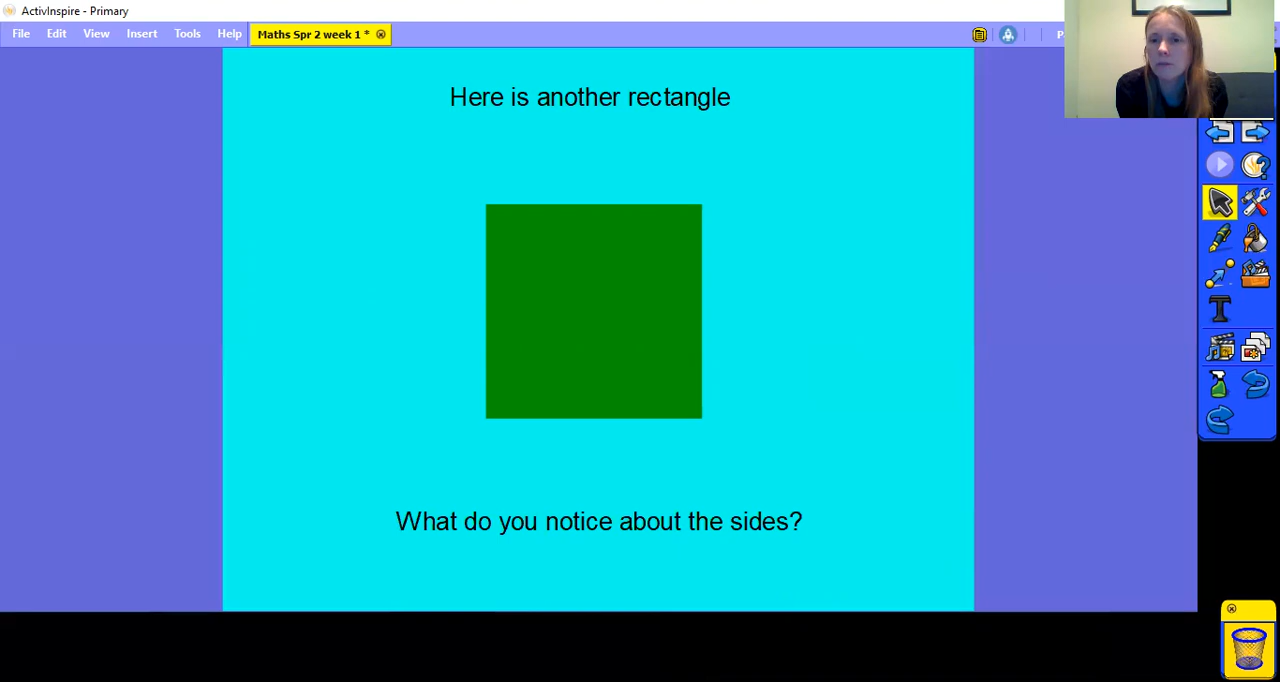 ActivInspire - Primary
File Edit View Insert Tools Help Maths Spr 2 week 1 *
Here is another rectangle
What do you notice about the sides?